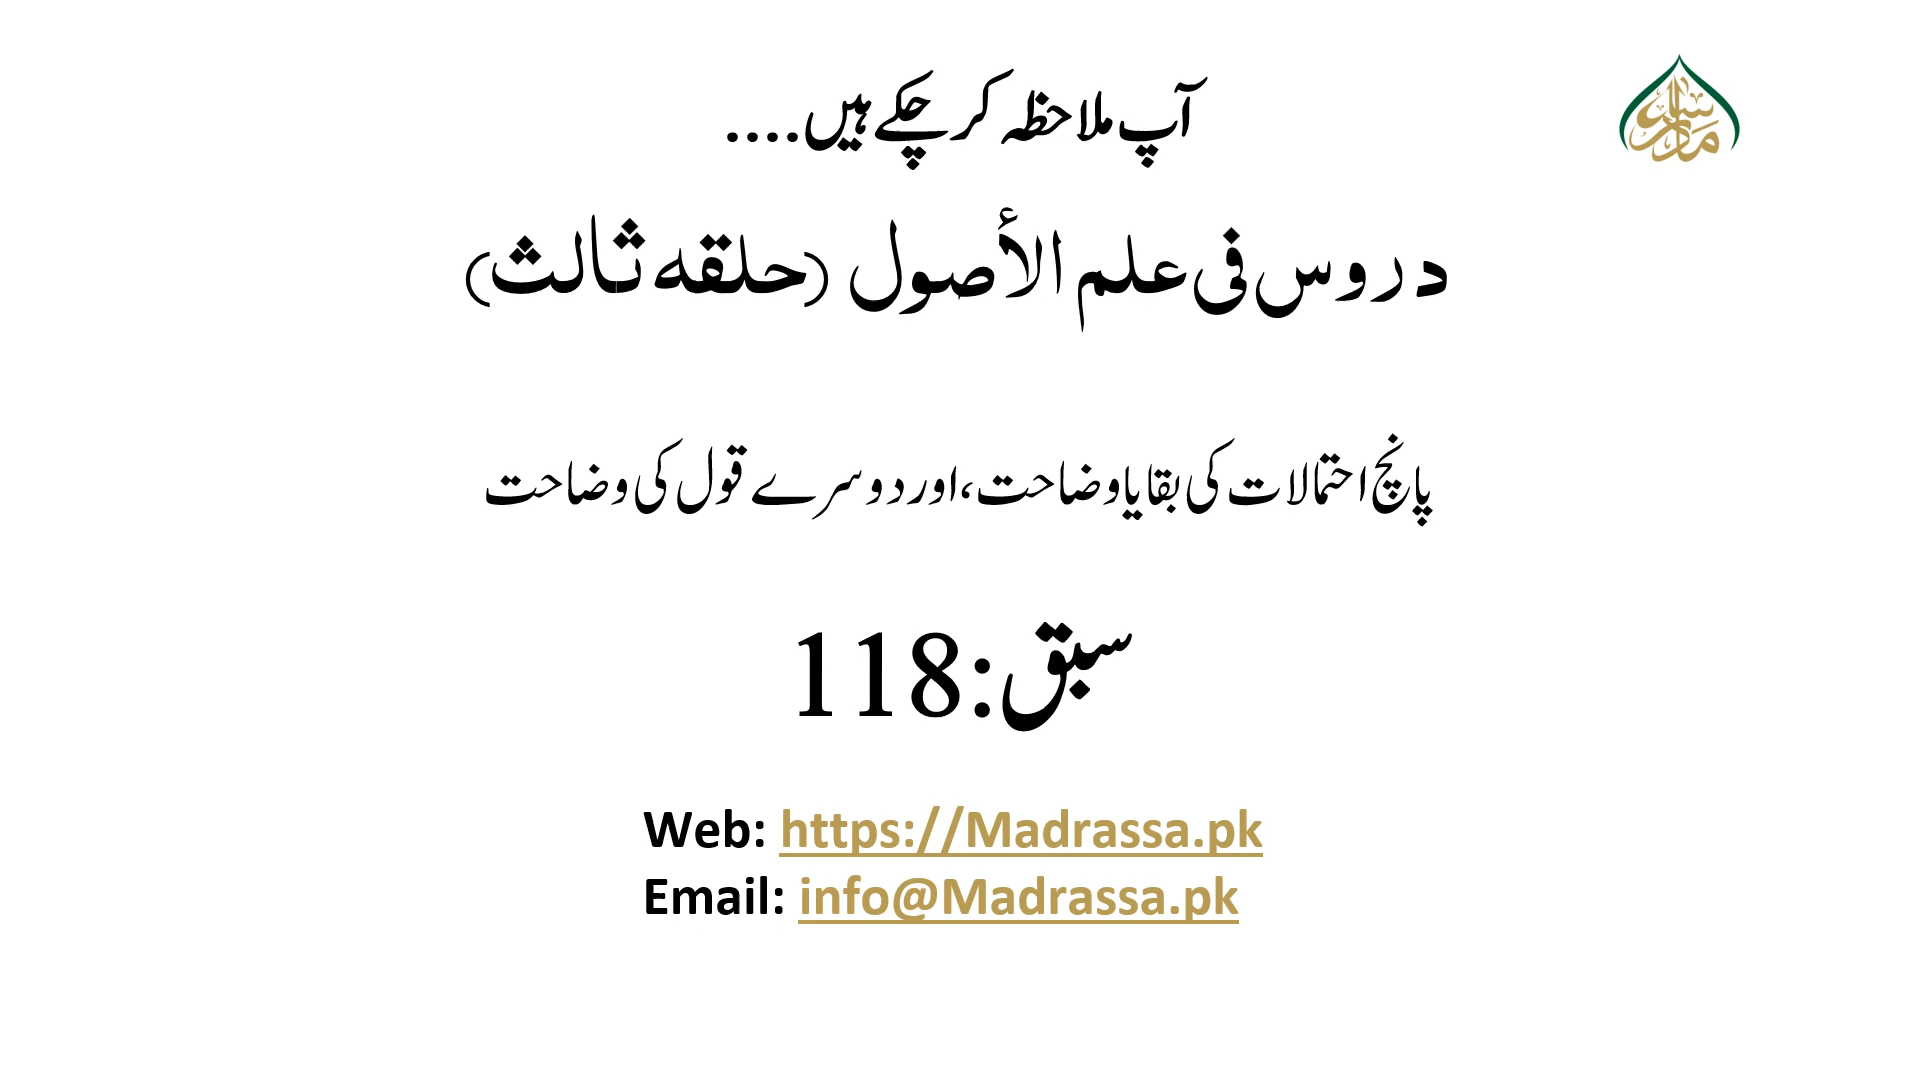 آپ ملاحظہ کر چکے ہیں....
دروس فی علم الأصول (حلقہ ثالث)
پانچ احتمالات کی بقایا وضاحت، اور دوسرے قول کی وضاحت
سبق:118
Web: https://Madrassa.pk
Email: info@Madrassa.pk